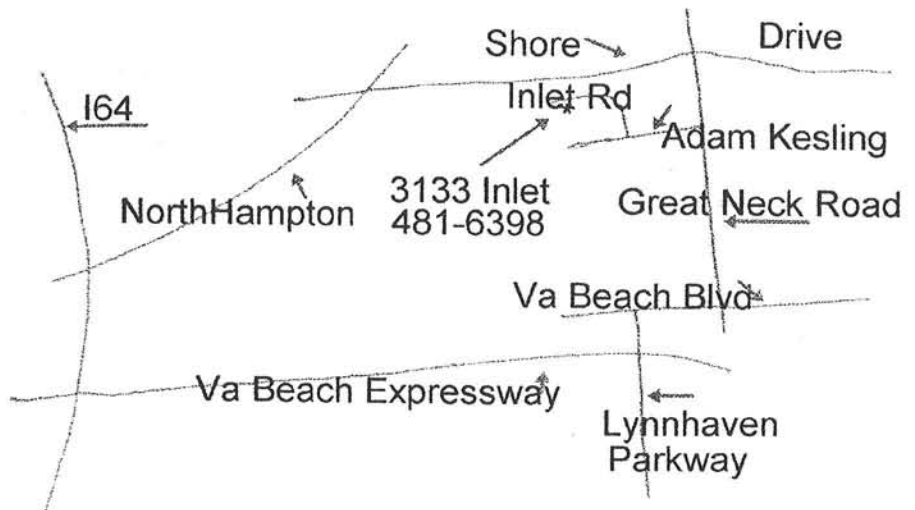 Shore
Drive
I64
Inlet Rd
*
Adam Kesling
NorthHampton
3133 Inlet
481-6398
Great Neck Road
Va Beach Blvd
Va Beach Expressway
Lynnhaven
Parkway